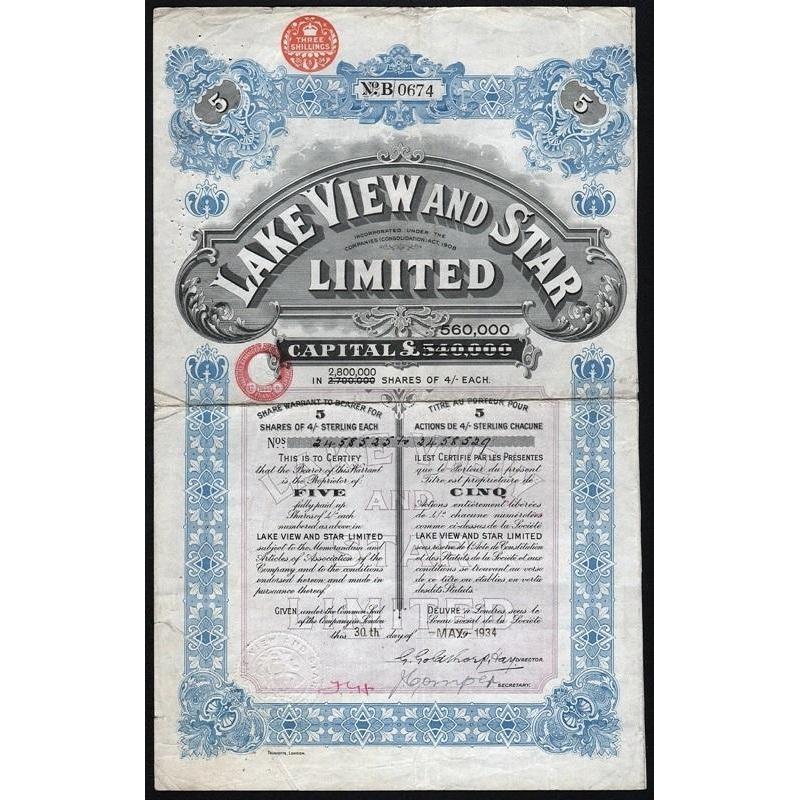 THREE
SHILLINGS
No. B 0674
5
5
LAKE VIEW AND STAR
INCORPORATED UNDER THE
COMPANIES (CONSOLIDATION) ACT, 1908
LIMITED
560,000
CAPITAL £540,000
2,800,000
IN 2,700,000 SHARES OF 4/- EACH.
SHARE WARRANT TO BEARER FOR
5
SHARES OF 4/- STERLING EACH
TITRE AU PORTEUR POUR
5
ACTIONS DE 4/- STERLING CHACUNE
Nos 2458525 to 2458529
THIS IS TO CERTIFY
that the Bearer of this Warrant
is the Proprietor of
FIVE
fully paid up
Shares of 4/- each
numbered as above, in
LAKE VIEW AND STAR LIMITED
subject to the Memorandum and
Articles of Association of the
Company and to the conditions
endorsed hereon and made in
pursuance thereof.
IL EST CERTIFIÉ PAR LES PRÉSENTES
que le Porteur du présent
Titre est propriétaire de
CINQ
Actions entièrement libérées
de 4/- chacune numérotées
comme ci-dessus de la Société
LAKE VIEW AND STAR LIMITED
sous réserve de l'Acte de Constitution
et des Statuts de la Société et aux
conditions se trouvant au verso
de ce titre ou établis en vertu
desdits Statuts.
LAKE VIEW
AND
STAR
LIMITED
GIVEN under the Common Seal
of the Company in London
DÉLIVRÉ à Londres sous le
Sceau social de la Société
this 30th day of MAY 1934
DIRECTOR
SECRETARY.